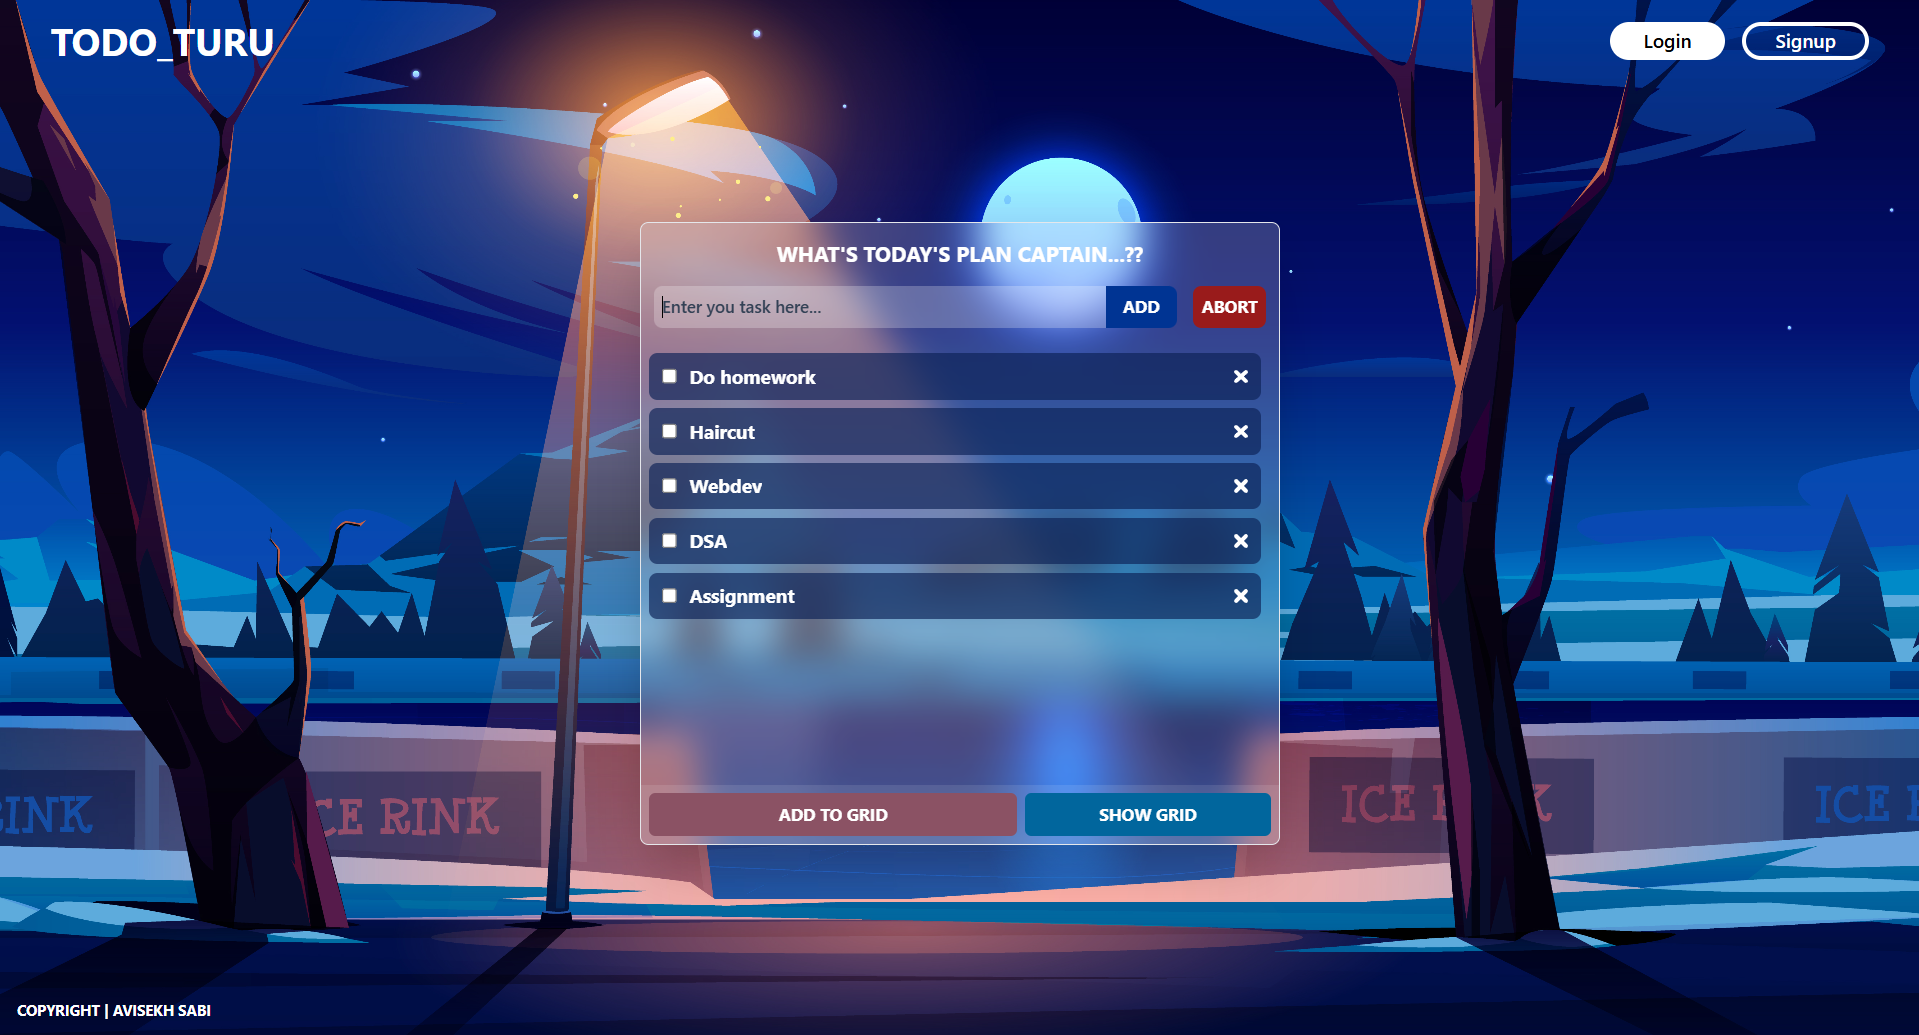 TODO_TURU
Login
Signup
WHAT'S TODAY'S PLAN CAPTAIN...??
Enter you task here...
ADD
ABORT
Do homework
Haircut
Webdev
DSA
Assignment
ADD TO GRID
SHOW GRID
INK
CE RINK
ICE K
ICE
COPYRIGHT | AVISEKH SABI